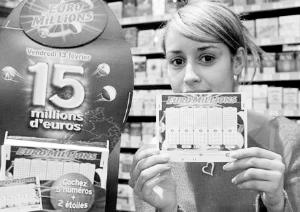 EURO
MILLIONS
Vendredi 13 février
15
millions
d'euros
EURO MILLIONS
Cochez
5 numéros
+
2 étoiles
EURO MILLIONS